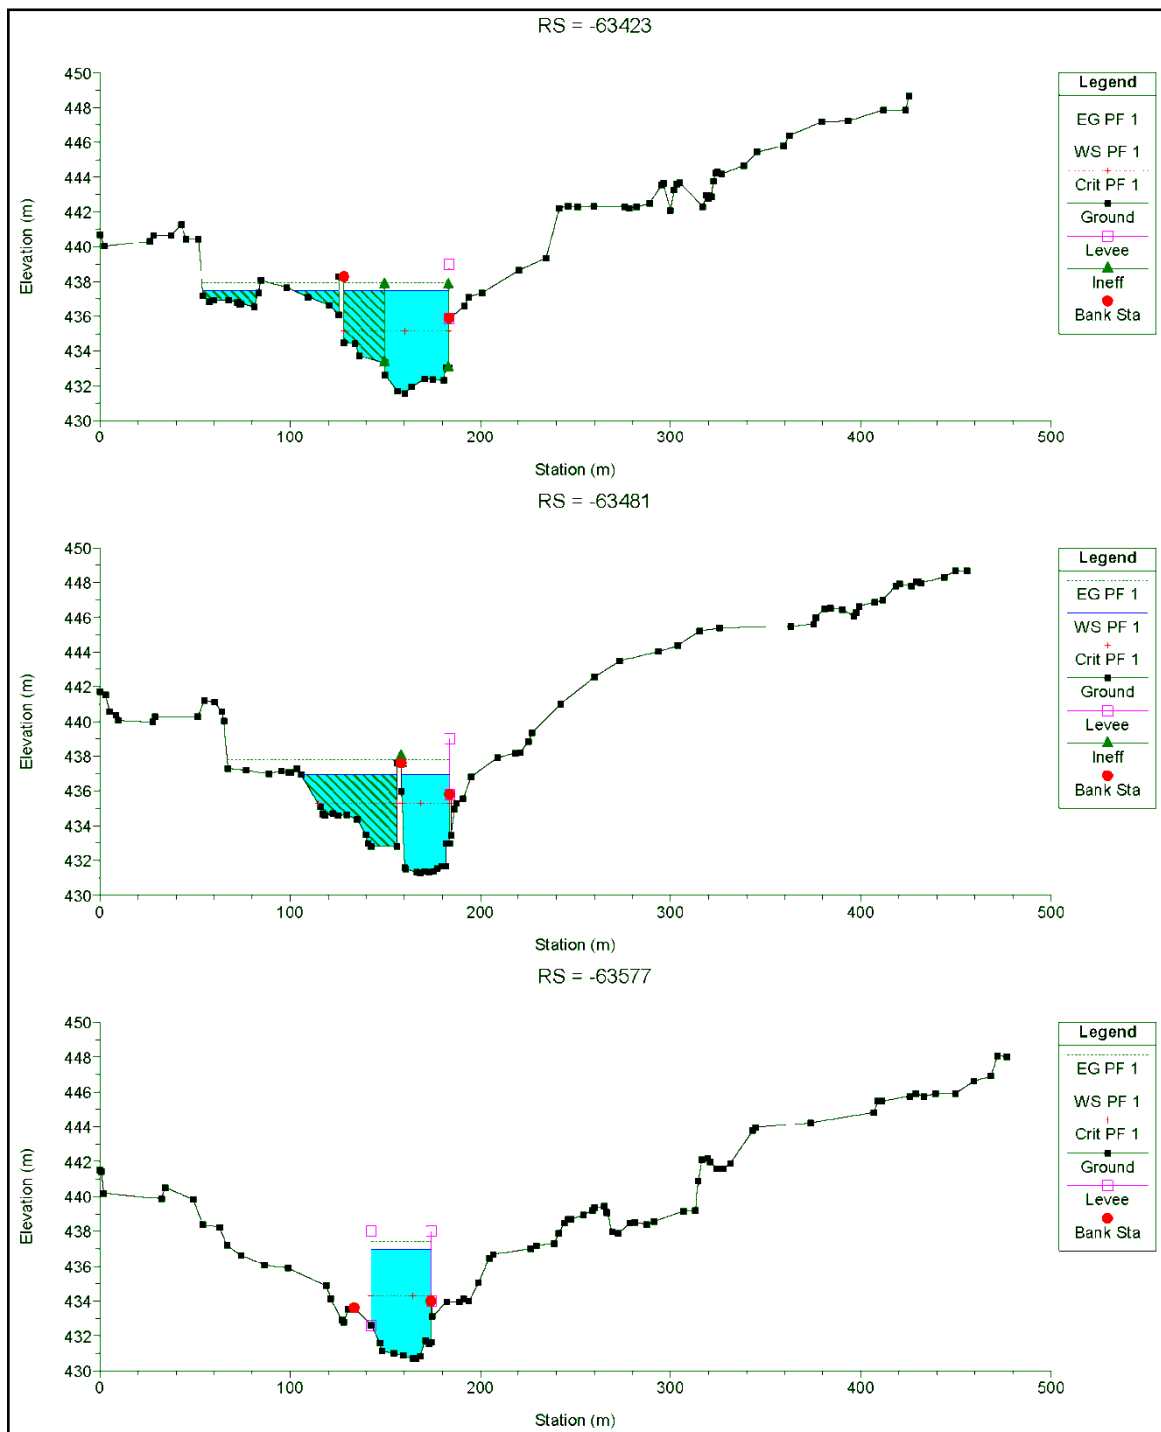 RS = -63423
Elevation (m)
450
448
446
444
442
440
438
436
434
432
430
0
100
200
300
400
500
Station (m)
Legend
EG PF 1
WS PF 1
Crit PF 1
Ground
Levee
Ineff
Bank Sta
RS = -63481
Elevation (m)
450
448
446
444
442
440
438
436
434
432
430
0
100
200
300
400
500
Station (m)
Legend
EG PF 1
WS PF 1
Crit PF 1
Ground
Levee
Ineff
Bank Sta
RS = -63577
Elevation (m)
450
448
446
444
442
440
438
436
434
432
430
0
100
200
300
400
500
Station (m)
Legend
EG PF 1
WS PF 1
Crit PF 1
Ground
Levee
Bank Sta